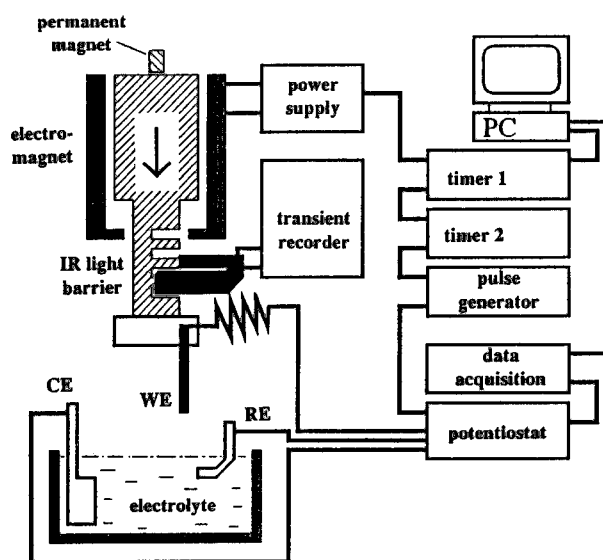 permanent
magnet
electro-
magnet
power
supply
PC
timer 1
timer 2
transient
recorder
IR light
barrier
pulse
generator
data
acquisition
CE
WE
RE
potentiostat
electrolyte